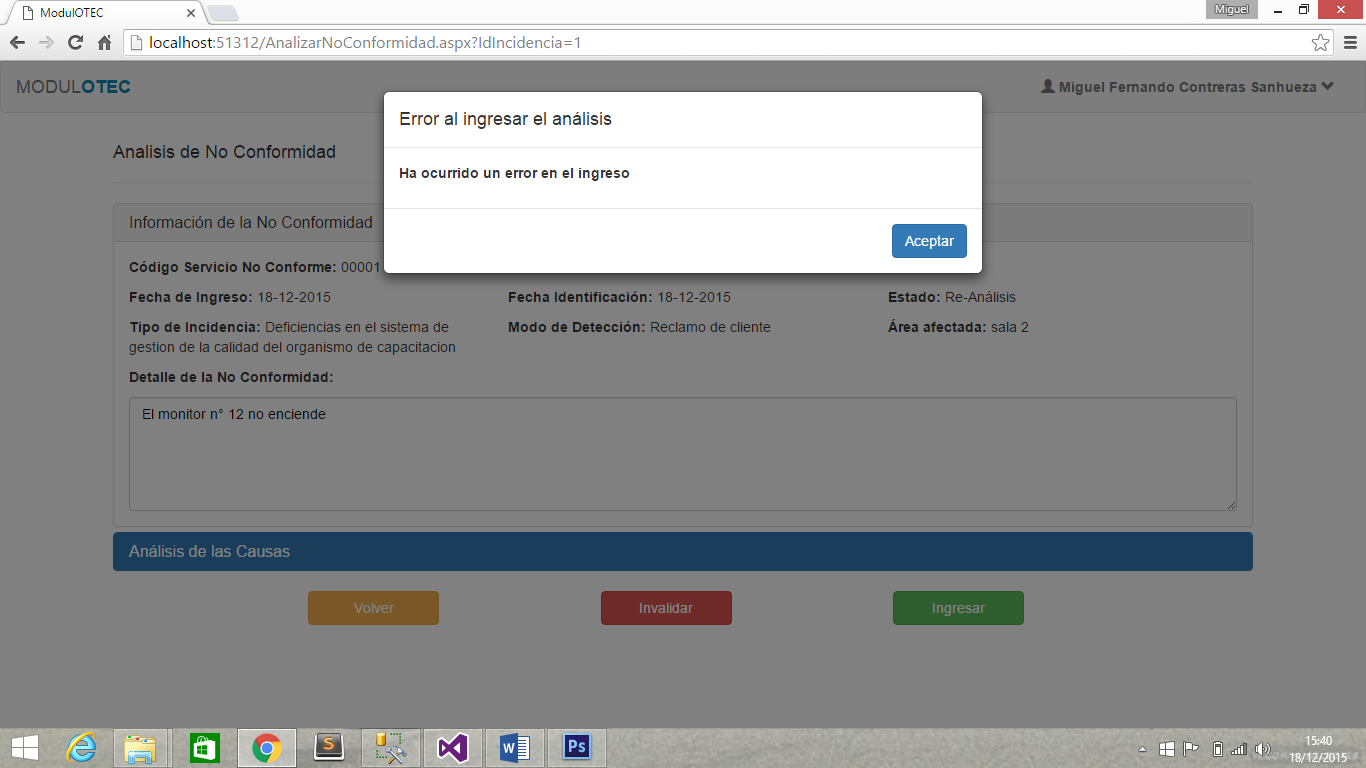 ModulOTEC
Miguel
localhost:51312/AnalizarNoConformidad.aspx?IdIncidencia=1
MODULOTEC
Miguel Fernando Contreras Sanhueza
Error al ingresar el análisis
Ha ocurrido un error en el ingreso
Aceptar
Analisis de No Conformidad
Información de la No Conformidad
Código Servicio No Conforme: 00001
Fecha de Ingreso: 18-12-2015
Fecha Identificación: 18-12-2015
Estado: Re-Análisis
Tipo de Incidencia: Deficiencias en el sistema de
gestion de la calidad del organismo de capacitacion
Modo de Detección: Reclamo de cliente
Área afectada: sala 2
Detalle de la No Conformidad:
El monitor n° 12 no enciende
Análisis de las Causas
Volver
Invalidar
Ingresar
15:40
18/12/2015